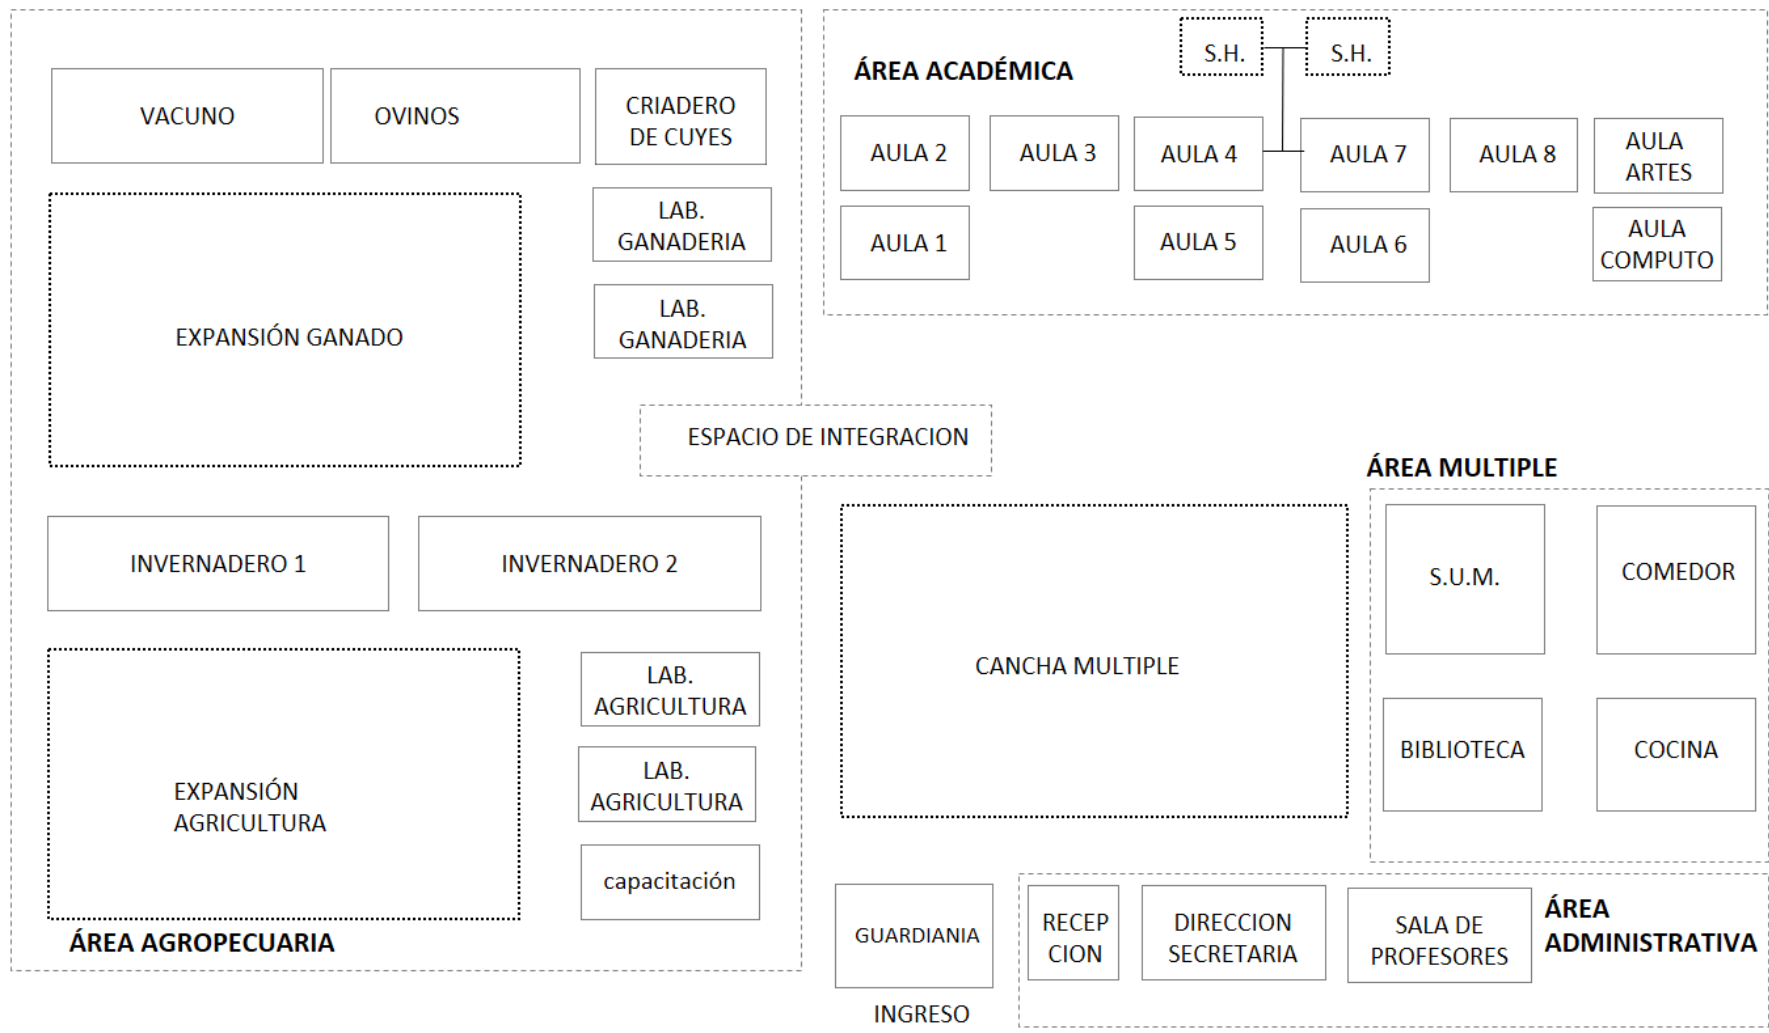 VACUNO
OVINOS
CRIADERO
DE CUYES
LAB.
GANADERIA
EXPANSIÓN GANADO
LAB.
GANADERIA
ESPACIO DE INTEGRACION
INVERNADERO 1
INVERNADERO 2
LAB.
AGRICULTURA
EXPANSIÓN
AGRICULTURA
LAB.
AGRICULTURA
capacitación
ÁREA AGROPECUARIA
ÁREA ACADÉMICA
S.H.
S.H.
AULA 2
AULA 3
AULA 4
AULA 7
AULA 8
AULA
ARTES
AULA 1
AULA 5
AULA 6
AULA
COMPUTO
ÁREA MULTIPLE
S.U.M.
COMEDOR
CANCHA MULTIPLE
BIBLIOTECA
COCINA
GUARDIANIA
INGRESO
RECEP
CION
DIRECCION
SECRETARIA
SALA DE
PROFESORES
ÁREA
ADMINISTRATIVA